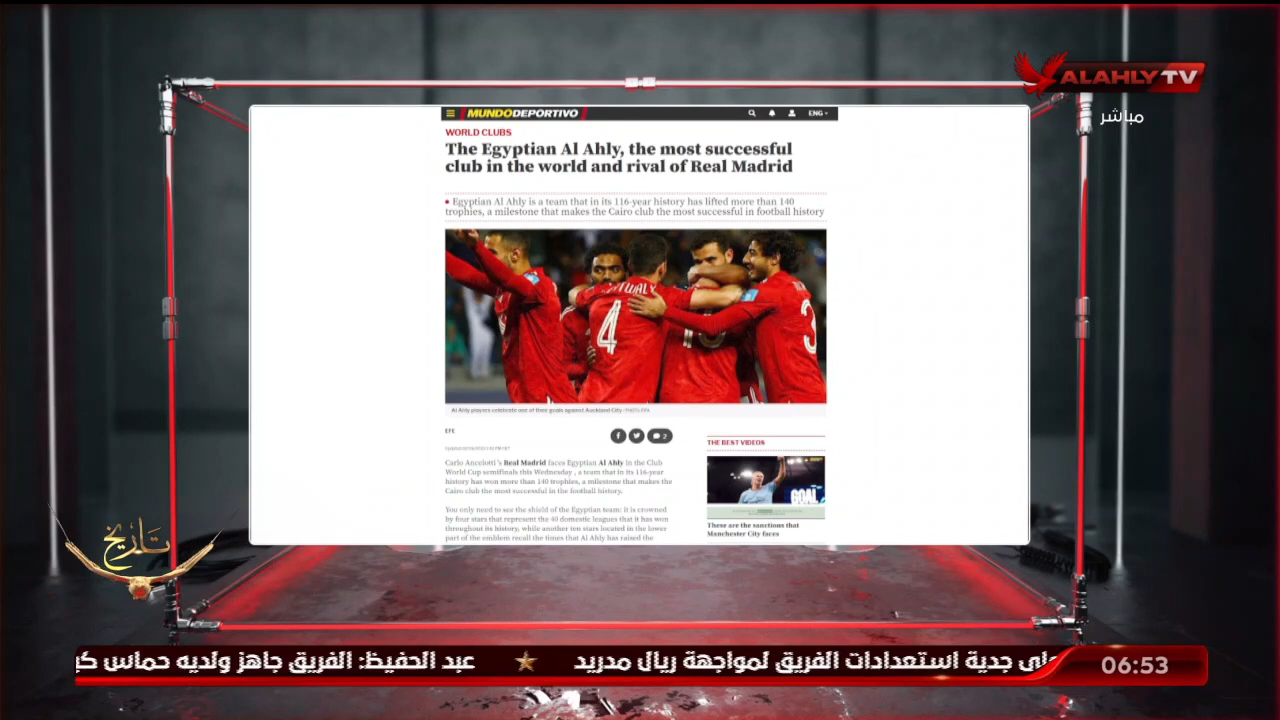 ALAHLY TV
مباشر
MUNDODEPORTIVO
ENG
WORLD CLUBS
The Egyptian Al Ahly, the most successful
club in the world and rival of Real Madrid
Egyptian Al Ahly is a team that in its 116-year history has lifted more than 140
trophies, a milestone that makes the Cairo club the most successful in football history
4
3
Al Ahly players celebrate one of their goals against Auckland City / PHOTO: FIFA
EFE
2
THE BEST VIDEOS
Carlo Ancelotti 's Real Madrid faces Egyptian Al Ahly in the Club
World Cup semifinals this Wednesday , a team that in its 116-year
history has won more than 140 trophies, a milestone that makes the
Cairo club the most successful in the football history.
GOAL
You only need to see the shield of the Egyptian team: it is crowned
by four stars that represent the 40 domestic leagues that it has won
throughout its history, while another ten stars located in the lower
part of the emblem recall the times that Al Ahly has raised the
These are the sanctions that
Manchester City faces
تاريخ
على جدية استعدادات الفريق لمواجهة ريال مدريد
عبد الحفيظ: الفريق جاهز ولديه حماس
06:53